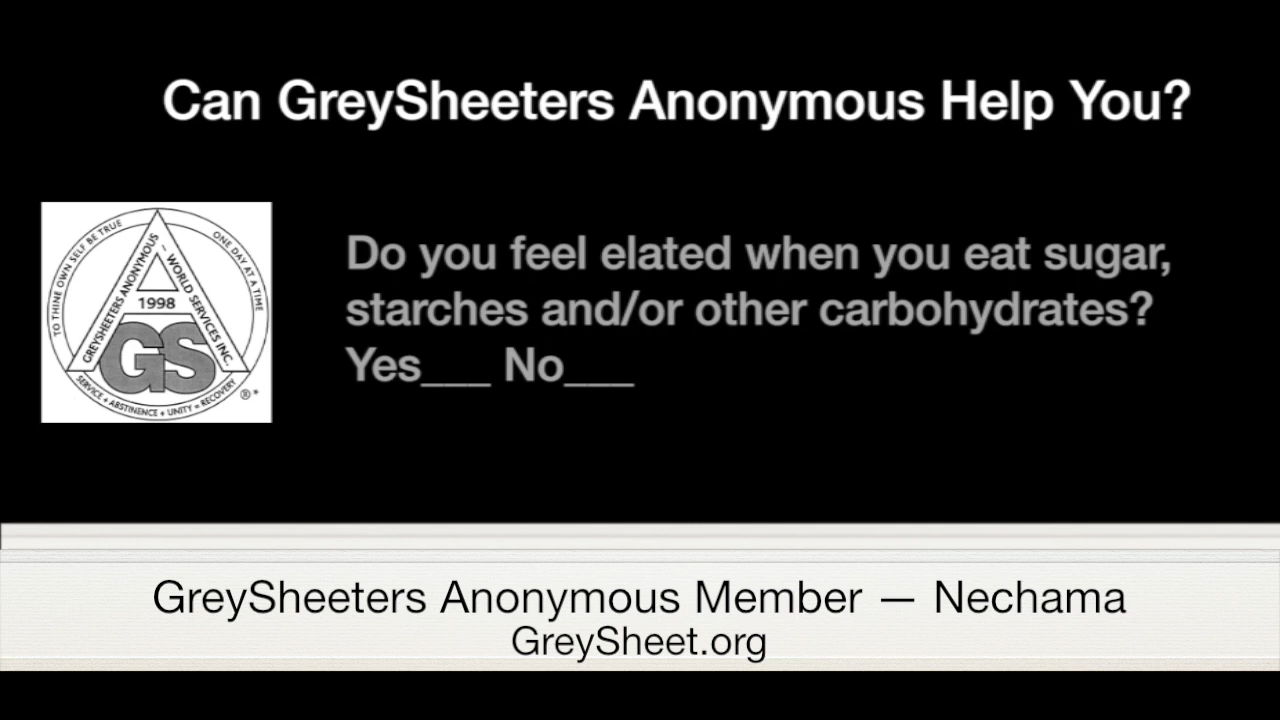 Can GreySheeters Anonymous Help You?
TO THINE OWN SELF BE TRUE
ONE DAY AT A TIME
GREYSHEETERS ANONYMOUS – WORLD SERVICES INC.
1998
GS
SERVICE + ABSTINENCE + UNITY = RECOVERY
®*
Do you feel elated when you eat sugar,
starches and/or other carbohydrates?
Yes___ No___
GreySheeters Anonymous Member — Nechama
GreySheet.org